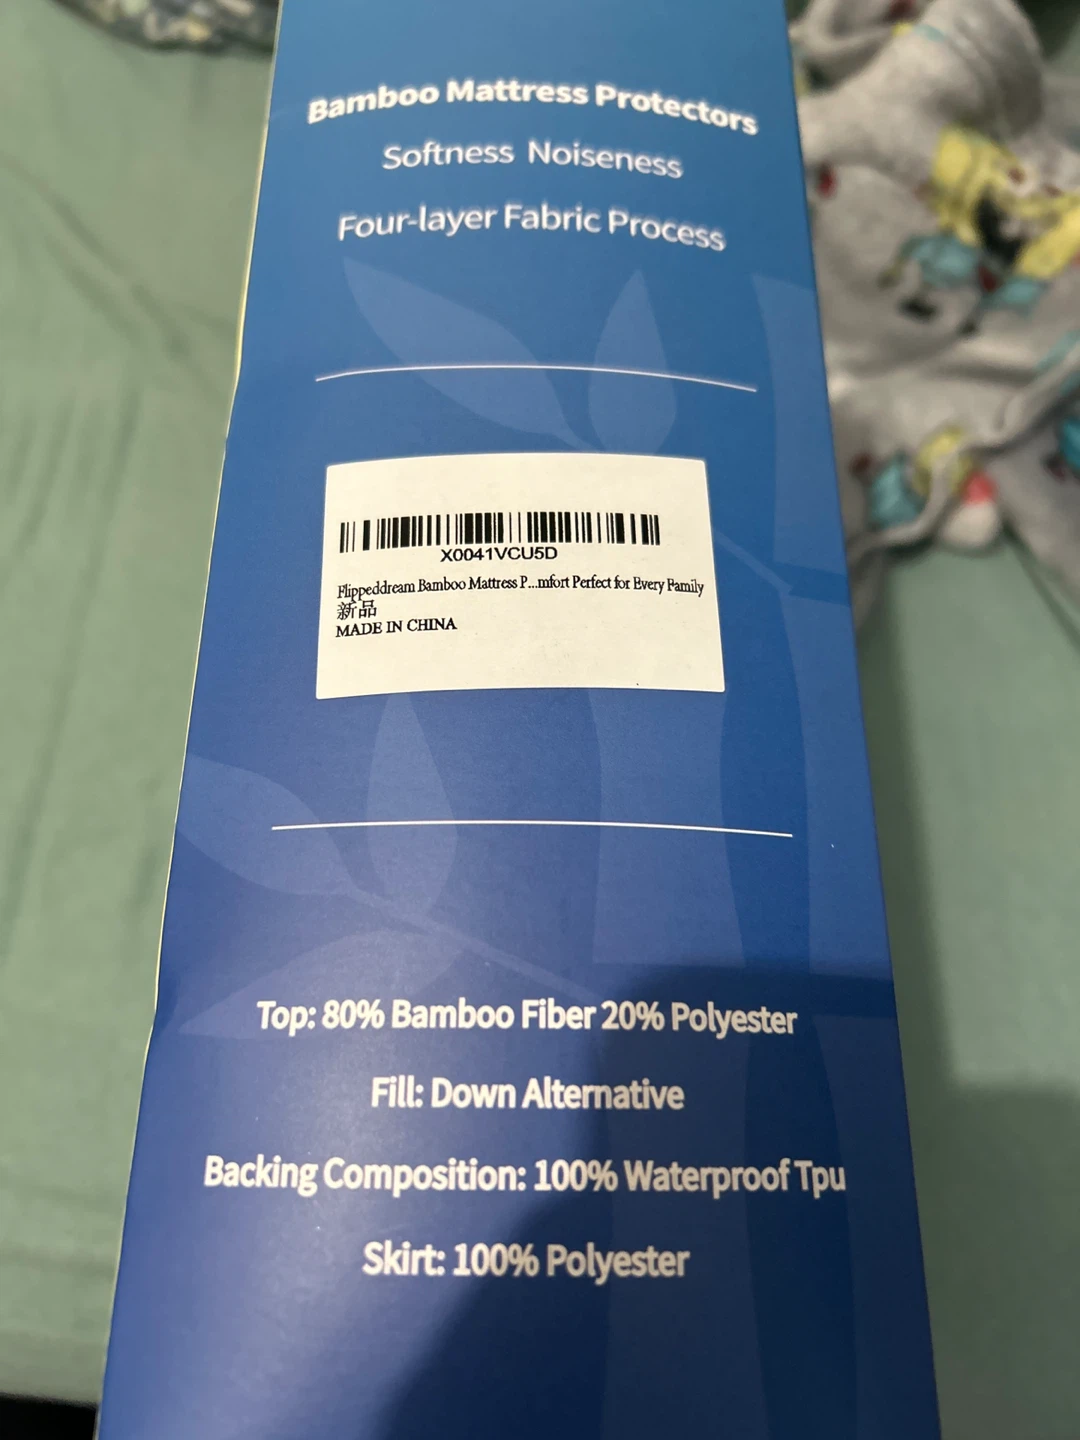 Bamboo Mattress Protectors
Softness Noiseness
Four-layer Fabric Process
X0041VCU5D
Flippeddream Bamboo Mattress P...mfort Perfect for Every Family
新品
MADE IN CHINA
Top: 80% Bamboo Fiber 20% Polyester
Fill: Down Alternative
Backing Composition: 100% Waterproof Tpu
Skirt: 100% Polyester